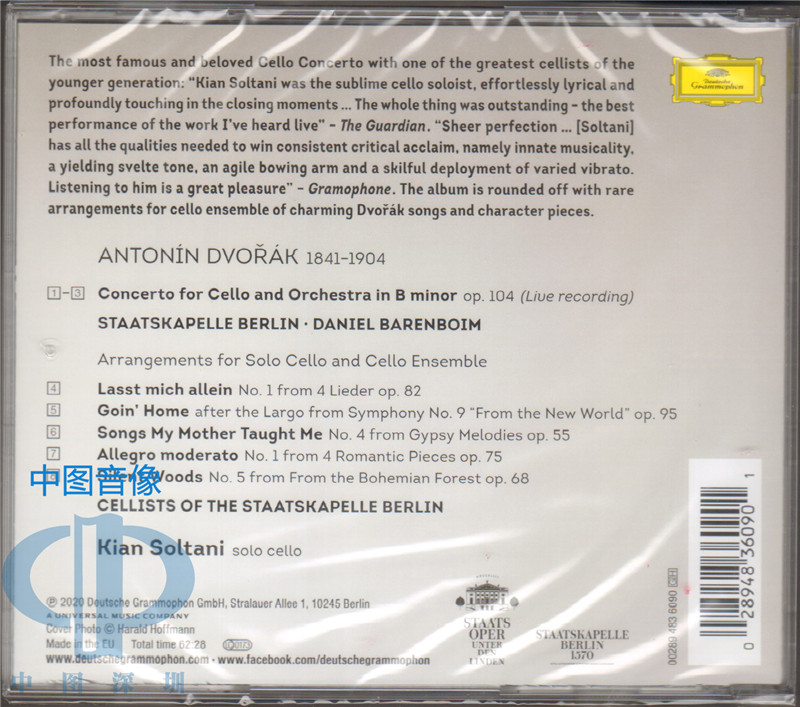 The most famous and beloved Cello Concerto with one of the greatest cellists of the
younger generation: “Kian Soltani was the sublime cello soloist, effortlessly lyrical and
profoundly touching in the closing moments ... The whole thing was outstanding – the best
performance of the work I’ve heard live” – The Guardian. “Sheer perfection ... [Soltani]
has all the qualities needed to win consistent critical acclaim, namely innate musicality,
a yielding svelte tone, an agile bowing arm and a skilful deployment of varied vibrato.
Listening to him is a great pleasure” – Gramophone. The album is rounded off with rare
arrangements for cello ensemble of charming Dvořák songs and character pieces.
Deutsche
Grammophon
ANTONÍN DVOŘÁK 1841–1904
1–3 Concerto for Cello and Orchestra in B minor op. 104 (Live recording)
STAATSKAPELLE BERLIN · DANIEL BARENBOIM
Arrangements for Solo Cello and Cello Ensemble
4 Lasst mich allein No. 1 from 4 Lieder op. 82
5 Goin’ Home after the Largo from Symphony No. 9 “From the New World” op. 95
6 Songs My Mother Taught Me No. 4 from Gypsy Melodies op. 55
7 Allegro moderato No. 1 from 4 Romantic Pieces op. 75
Woods No. 5 from From the Bohemian Forest op. 68
中图音像
CELLISTS OF THE STAATSKAPELLE BERLIN
Kian Soltani solo cello
℗ 2020 Deutsche Grammophon GmbH, Stralauer Allee 1, 10245 Berlin
A UNIVERSAL MUSIC COMPANY
Cover Photo © Harald Hoffmann
Made in the EU Total time 62:28
www.deutschegrammophon.com · www.facebook.com/deutschegrammophon
中图深圳
STAATS
OPER
UNTER
DEN
LINDEN
STAATSKAPELLE
BERLIN
1570
00289 483 6090 GH
0 28948 36090 1